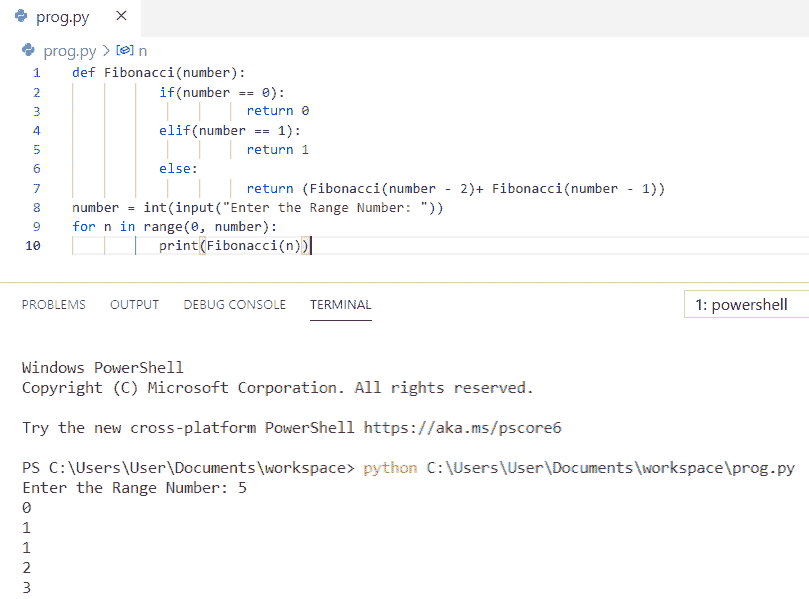 prog.py ×
prog.py > n
1 def Fibonacci(number):
2 if(number == 0):
3 return 0
4 elif(number == 1):
5 return 1
6 else:
7 return (Fibonacci(number - 2)+ Fibonacci(number - 1))
8 number = int(input("Enter the Range Number: "))
9 for n in range(0, number):
10 print(Fibonacci(n))
PROBLEMS OUTPUT DEBUG CONSOLE TERMINAL 1: powershell
Windows PowerShell
Copyright (C) Microsoft Corporation. All rights reserved.
Try the new cross-platform PowerShell https://aka.ms/pscore6
PS C:\Users\User\Documents\workspace> python C:\Users\User\Documents\workspace\prog.py
Enter the Range Number: 5
0
1
1
2
3